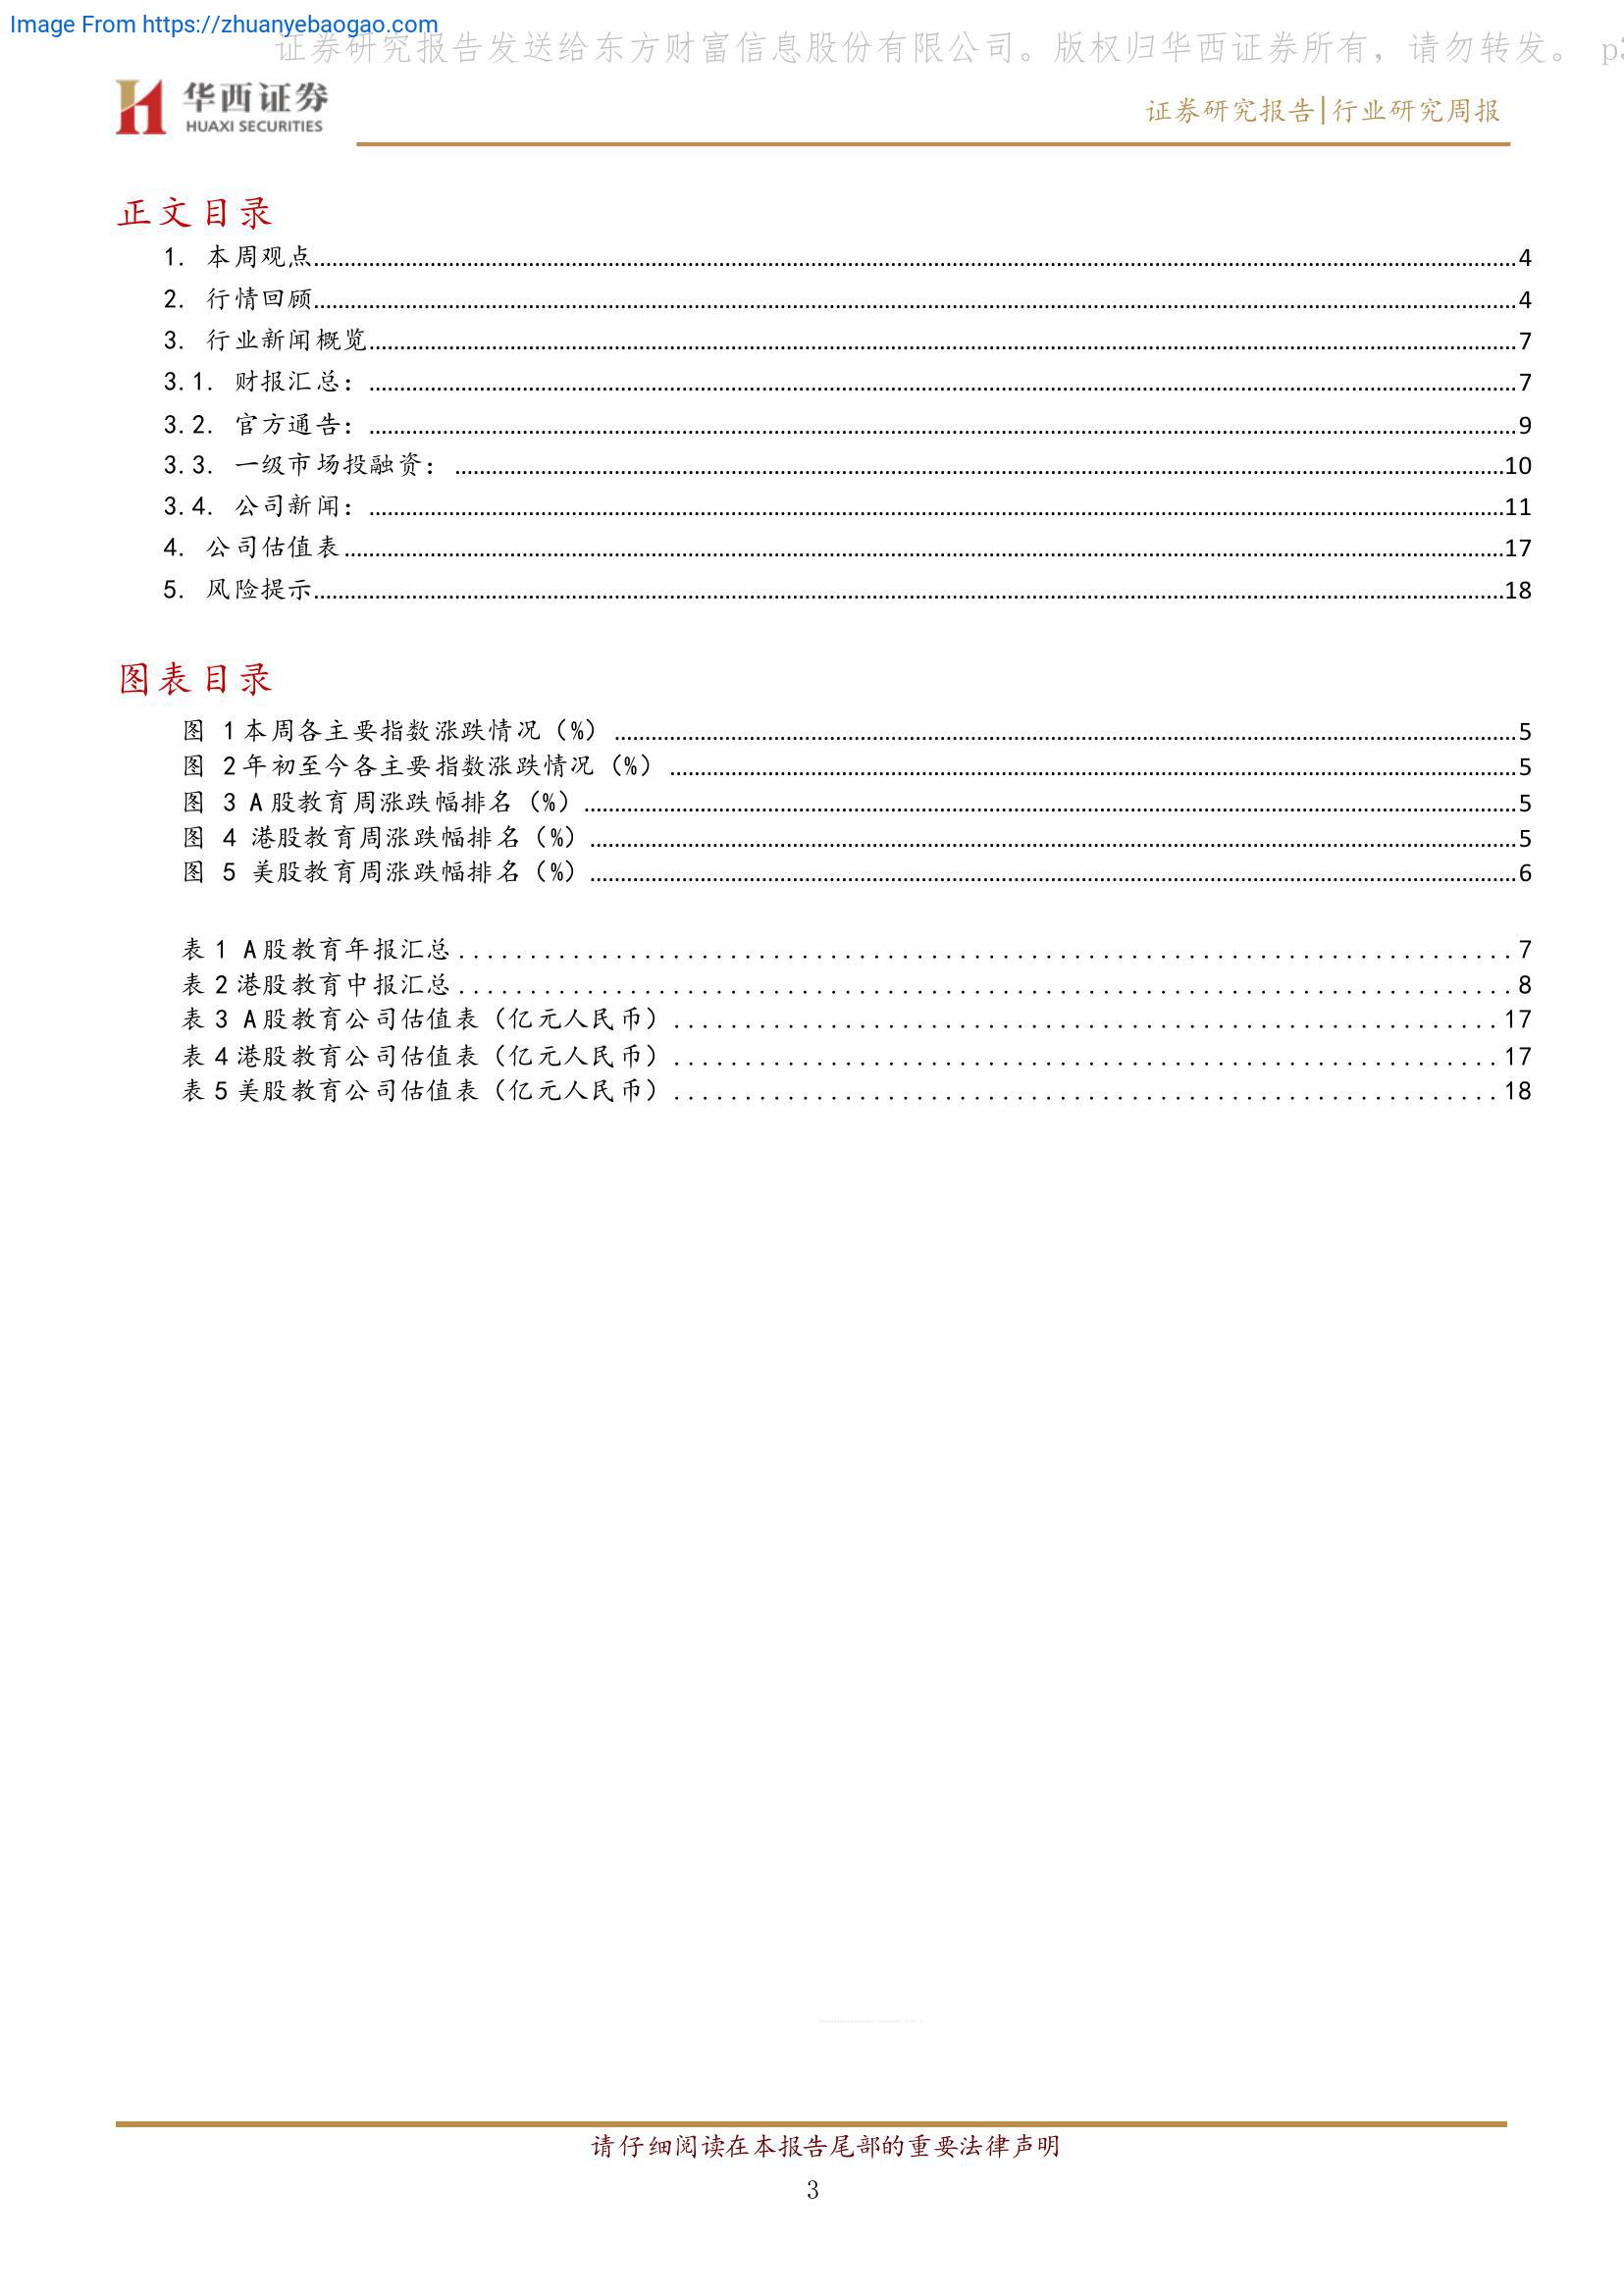 Image From https://zhuanyebaogao.com
证券研究报告发送给东方财富信息股份有限公司。版权归华西证券所有，请勿转发。 p3
华西证券
HUAXI SECURITIES
证券研究报告|行业研究周报
正文目录
1. 本周观点..........4
2. 行情回顾..........4
3. 行业新闻概览..........7
3.1. 财报汇总：..........7
3.2. 官方通告：..........9
3.3. 一级市场投融资：..........10
3.4. 公司新闻：..........11
4. 公司估值表..........17
5. 风险提示..........18
图表目录
图 1本周各主要指数涨跌情况（%）..........5
图 2年初至今各主要指数涨跌情况（%）..........5
图 3 A 股教育周涨跌幅排名（%）..........5
图 4 港股教育周涨跌幅排名（%）..........5
图 5 美股教育周涨跌幅排名（%）..........6
表 1 A股教育年报汇总..........7
表 2港股教育中报汇总..........8
表 3 A股教育公司估值表（亿元人民币）..........17
表 4港股教育公司估值表（亿元人民币）..........17
表 5美股教育公司估值表（亿元人民币）..........18
请仔细阅读在本报告尾部的重要法律声明
3